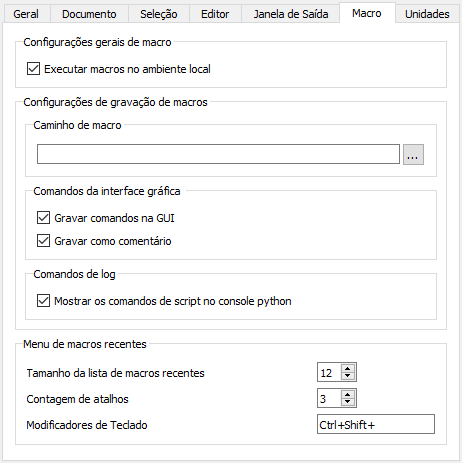 Geral Documento Seleção Editor Janela de Saída Macro Unidades
Configurações gerais de macro
Executar macros no ambiente local
Configurações de gravação de macros
Caminho de macro
...
Comandos da interface gráfica
Gravar comandos na GUI
Gravar como comentário
Comandos de log
Mostrar os comandos de script no console python
Menu de macros recentes
Tamanho da lista de macros recentes 12
Contagem de atalhos 3
Modificadores de Teclado Ctrl+Shift+